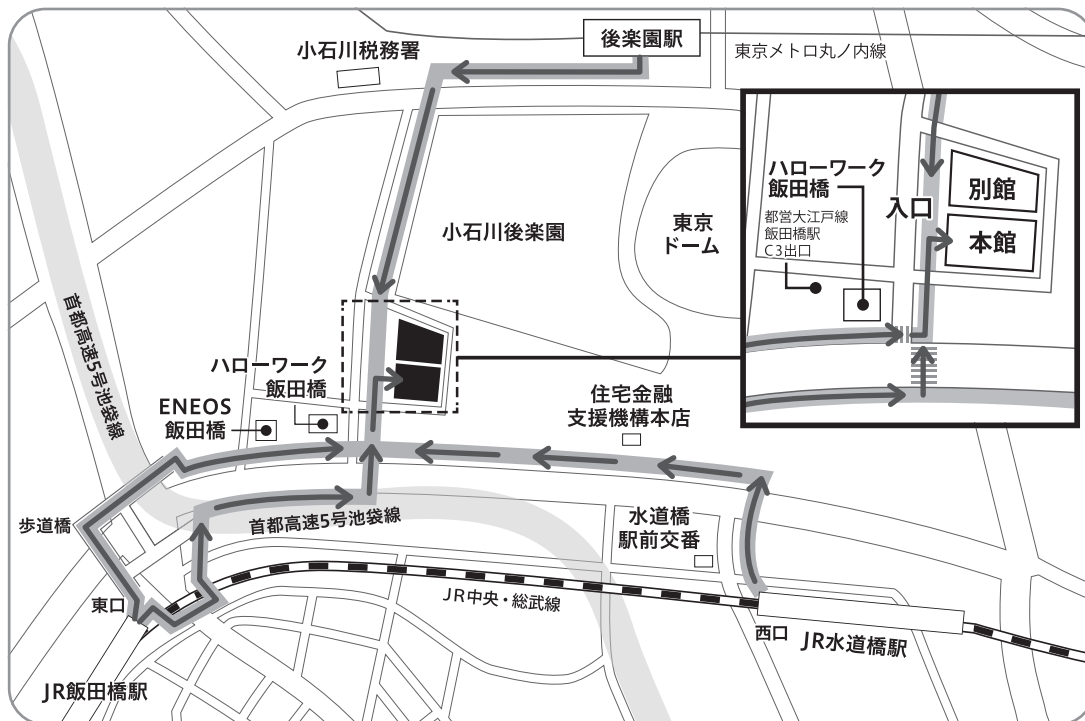 後楽園駅
小石川税務署
東京メトロ丸ノ内線
ハローワーク
飯田橋
都営大江戸線
飯田橋駅
C3出口
入口
別館
本館
小石川後楽園
東京
ドーム
首都高速5号池袋線
ハローワーク
飯田橋
ENEOS
飯田橋
住宅金融
支援機構本店
歩道橋
首都高速5号池袋線
水道橋
駅前交番
東口
JR中央・総武線
西口
JR水道橋駅
JR飯田橋駅